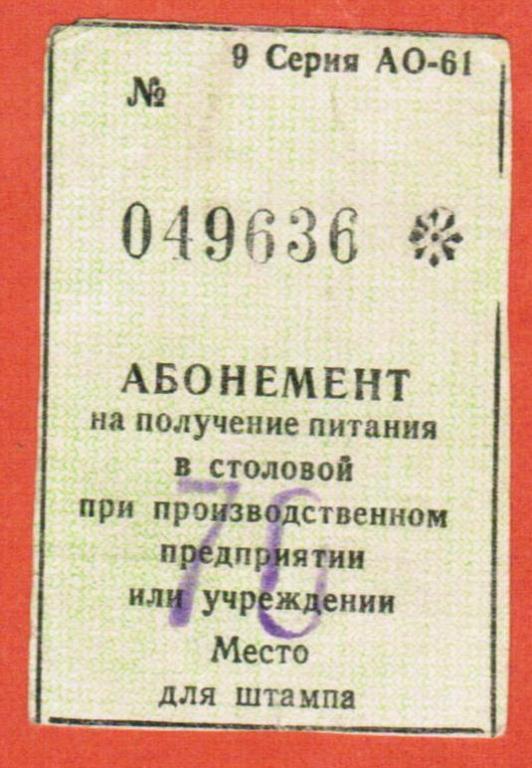 9 Серия АО-61
№
049636
АБОНЕМЕНТ
на получение питания
в столовой
при производственном
предприятии
или учреждении
Место
для штампа
70